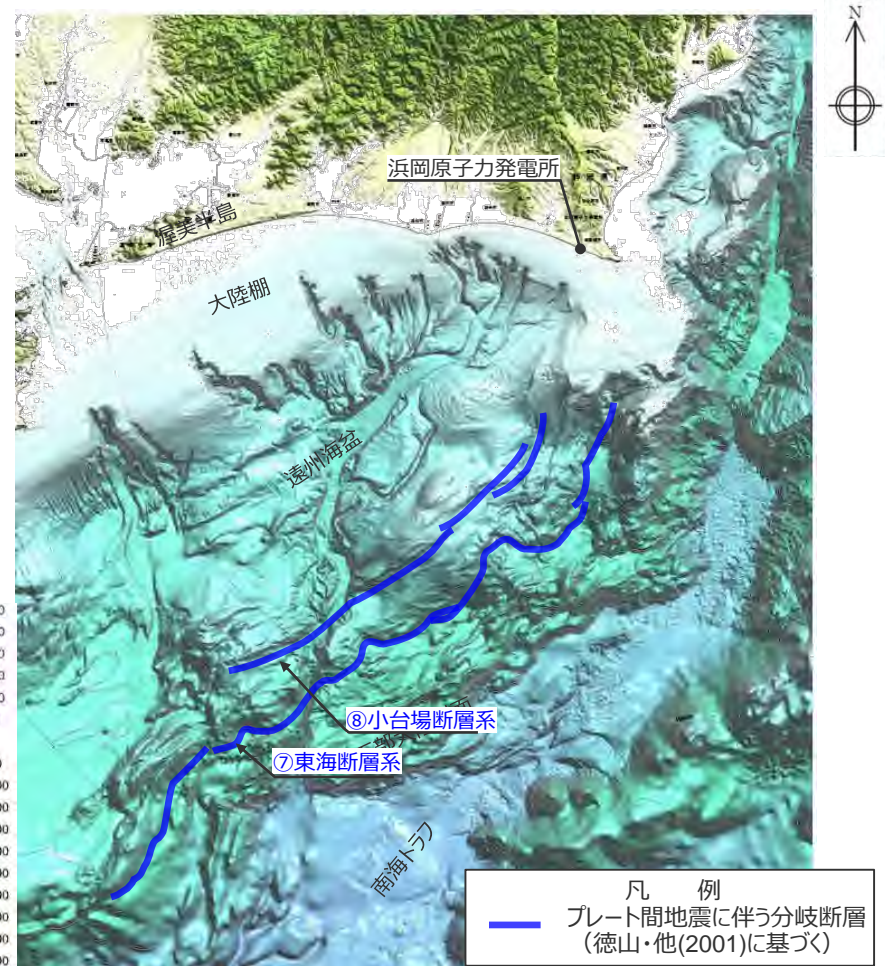 N
浜岡原子力発電所
渥美半島
大陸棚
遠州海盆
⑧小台場断層系
⑦東海断層系
南海トラフ
凡 例
プレート間地震に伴う分岐断層
(徳山・他(2001)に基づく)